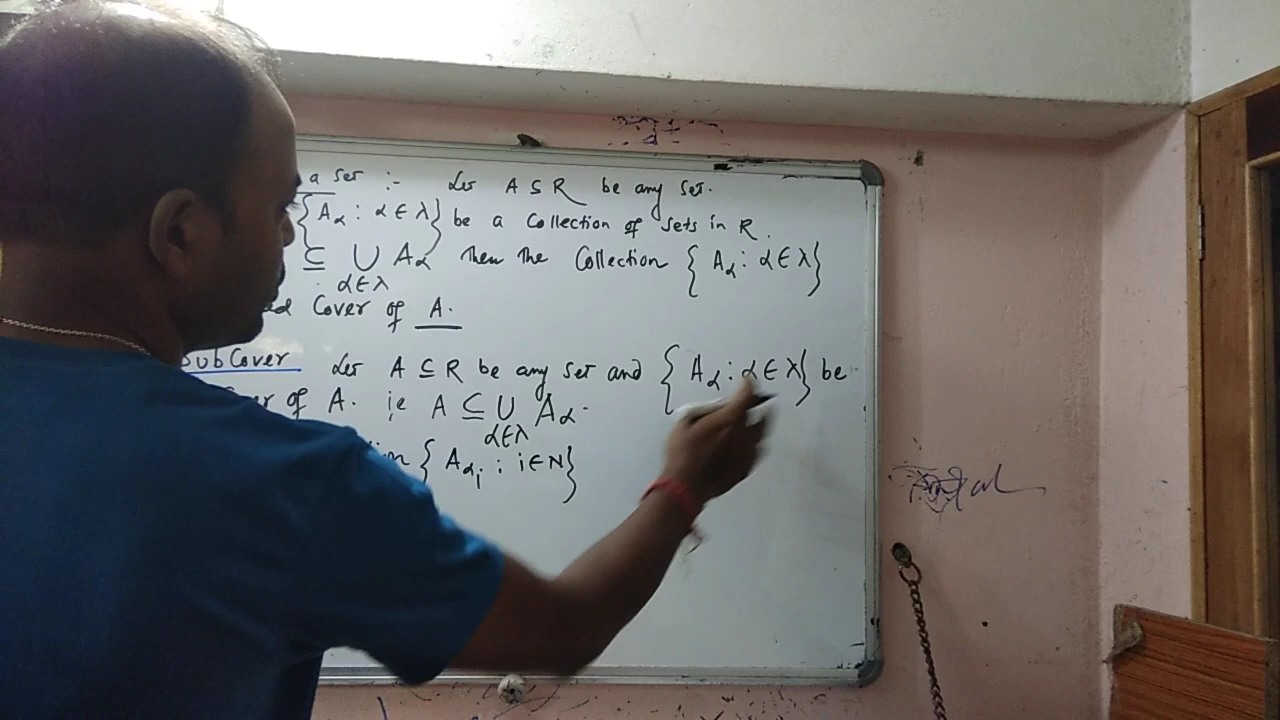 a set :- Let A ⊆ R be any set.
{Aα : α ∈ λ} be a Collection of sets in R.
⊆ ∪ Aα Then the Collection { Aα : α ∈ λ }
α ∈ λ
Cover of A.
SubCover Let A ⊆ R be any set and { Aα : α ∈ λ } be
of A. ie A ⊆ ∪ Aα.
α ∈ λ
{ Aαi ; i ∈ N }